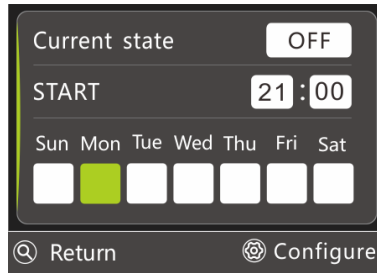 Current state OFF
START 21:00
Sun Mon Tue Wed Thu Fri Sat
Return Configure